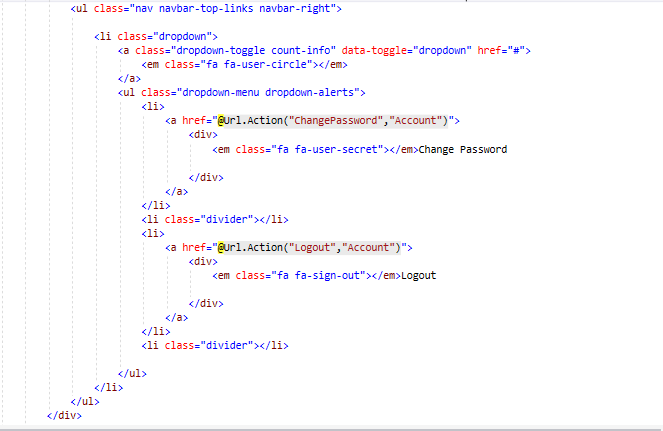 <ul class="nav navbar-top-links navbar-right">
<li class="dropdown">
<a class="dropdown-toggle count-info" data-toggle="dropdown" href="#">
<em class="fa fa-user-circle"></em>
</a>
<ul class="dropdown-menu dropdown-alerts">
<li>
<a href="@Url.Action("ChangePassword","Account")">
<div>
<em class="fa fa-user-secret"></em>Change Password
</div>
</a>
</li>
<li class="divider"></li>
<li>
<a href="@Url.Action("Logout","Account")">
<div>
<em class="fa fa-sign-out"></em>Logout
</div>
</a>
</li>
<li class="divider"></li>
</ul>
</li>
</ul>
</div>